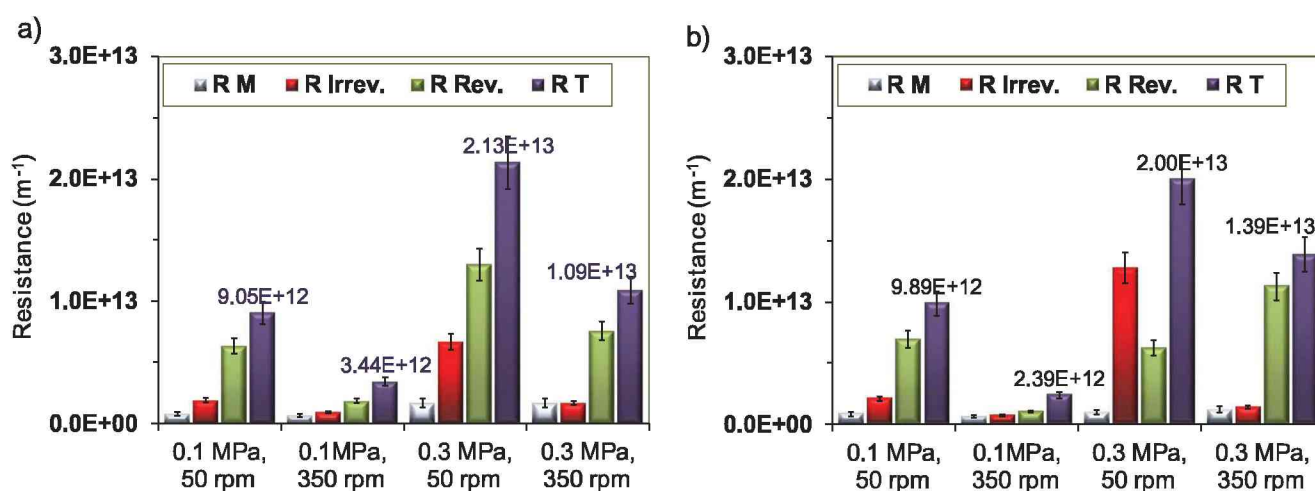 a)
3.0E+13
R M R Irrev. R Rev. R T
2.13E+13
2.0E+13
Resistance (m⁻¹)
1.09E+13
1.0E+13
9.05E+12
3.44E+12
0.0E+00
0.1 MPa, 0.1MPa, 0.3 MPa, 0.3 MPa,
50 rpm 350 rpm 50 rpm 350 rpm
b)
3.0E+13
R M R Irrev. R Rev. R T
2.00E+13
2.0E+13
Resistance (m⁻¹)
1.39E+13
9.89E+12
1.0E+13
2.39E+12
0.0E+00
0.1 MPa, 0.1 MPa 0.3 MPa, 0.3 MPa,
50 rpm 350 rpm 50 rpm 350 rpm